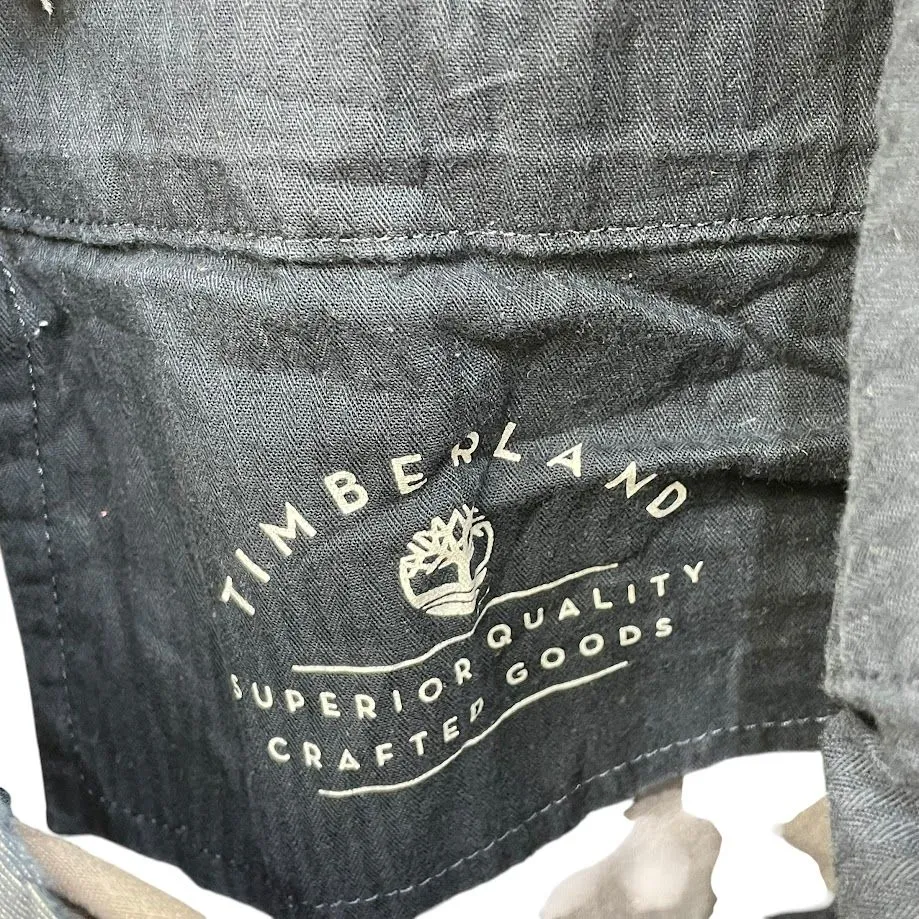 TIMBERLAND
SUPERIOR QUALITY
CRAFTED GOODS